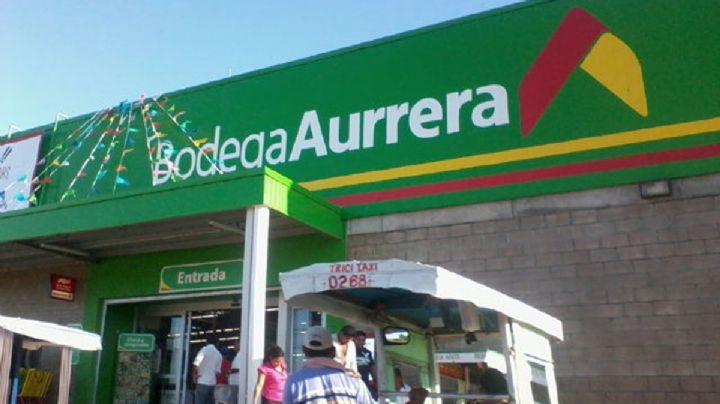 Bodega Aurrera
Entrada
TRICI TAXI
-0268-